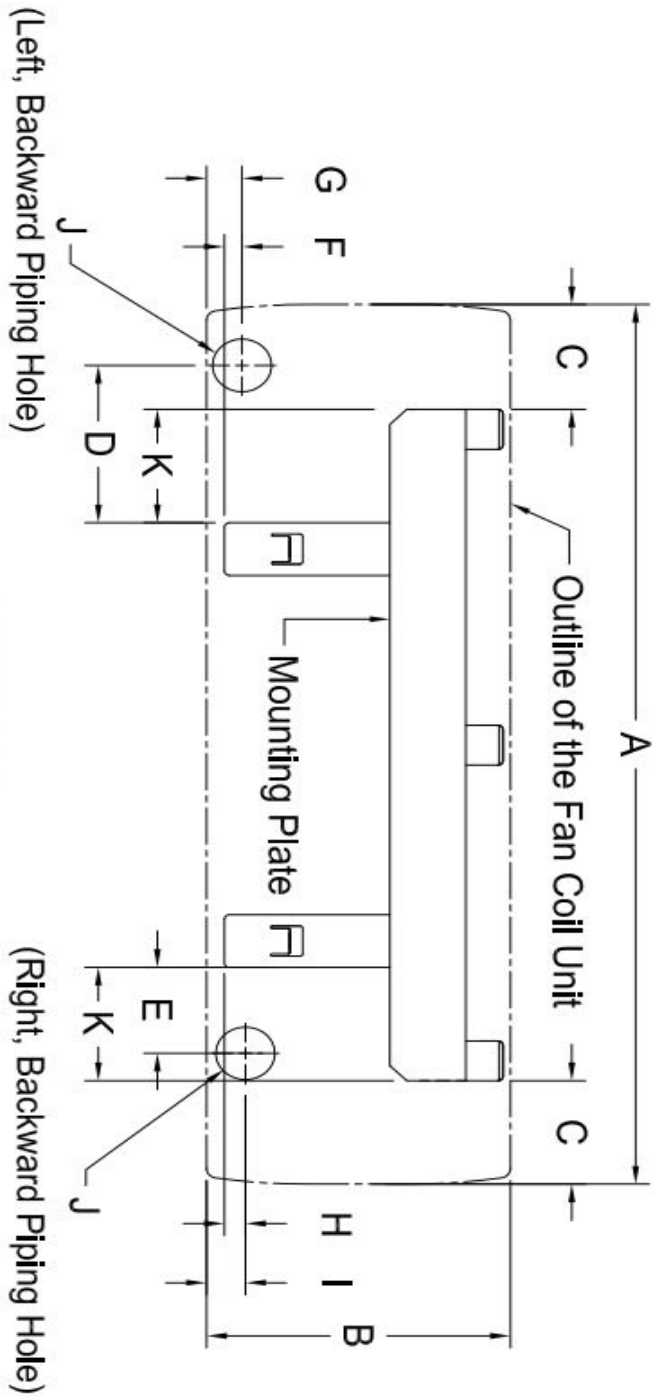 A
Outline of the Fan Coil Unit
C
C
Mounting Plate
B
G
F
H
I
K
K
D
E
J
J
(Left, Backward Piping Hole)
(Right, Backward Piping Hole)